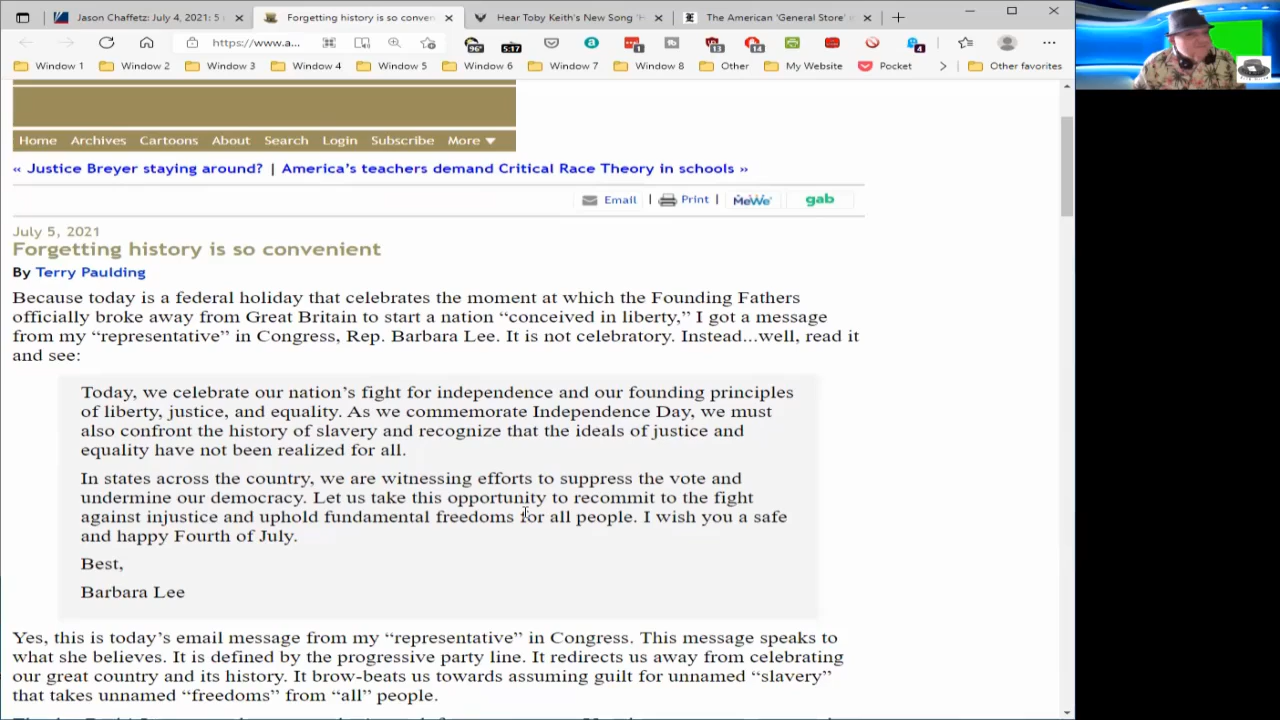 Jason Chaffetz: July 4, 2021: 5
Forgetting history is so conven
Hear Toby Keith's New Song 'H
The American 'General Store'
https://www.a...
96°
5:17
1
13
14
4
Window 1
Window 2
Window 3
Window 4
Window 5
Window 6
Window 7
Window 8
Other
My Website
Pocket
Other favorites
Home Archives Cartoons About Search Login Subscribe More ▼
« Justice Breyer staying around? | America's teachers demand Critical Race Theory in schools »
Email | Print | MeWe gab
July 5, 2021
Forgetting history is so convenient
By Terry Paulding
Because today is a federal holiday that celebrates the moment at which the Founding Fathers
officially broke away from Great Britain to start a nation “conceived in liberty,” I got a message
from my “representative” in Congress, Rep. Barbara Lee. It is not celebratory. Instead...well, read it
and see:
Today, we celebrate our nation's fight for independence and our founding principles
of liberty, justice, and equality. As we commemorate Independence Day, we must
also confront the history of slavery and recognize that the ideals of justice and
equality have not been realized for all.
In states across the country, we are witnessing efforts to suppress the vote and
undermine our democracy. Let us take this opportunity to recommit to the fight
against injustice and uphold fundamental freedoms for all people. I wish you a safe
and happy Fourth of July.
Best,
Barbara Lee
Yes, this is today's email message from my “representative” in Congress. This message speaks to
what she believes. It is defined by the progressive party line. It redirects us away from celebrating
our great country and its history. It brow-beats us towards assuming guilt for unnamed “slavery”
that takes unnamed “freedoms” from “all” people.